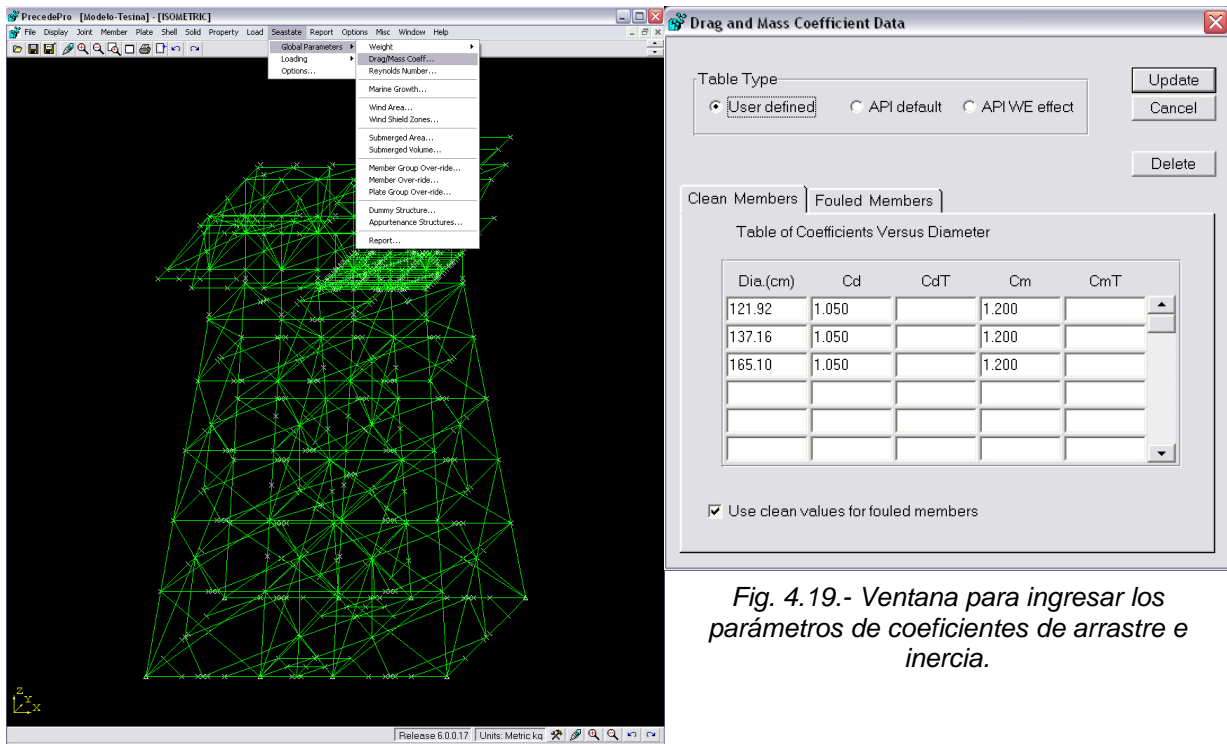 PrecedePro [Modelo-Tesina] - [ISOMETRIC]
File Display Joint Member Plate Shell Solid Property Load Seastate Report Options Misc Window Help
Global Parameters
Loading
Options...
Weight
Drag/Mass Coeff...
Reynolds Number...
Marine Growth...
Wind Area...
Wind Shield Zones...
Submerged Area...
Submerged Volume...
Member Group Over-ride...
Member Over-ride...
Plate Group Over-ride...
Dummy Structure...
Appurtenance Structures...
Report...
Z
Y
X
Release 6.0.0.17 Units: Metric kg
Drag and Mass Coefficient Data
Table Type
User defined API default API WE effect
Update
Cancel
Delete
Clean Members Fouled Members
Table of Coefficients Versus Diameter
Dia.(cm) Cd CdT Cm CmT
121.92 1.050 1.200
137.16 1.050 1.200
165.10 1.050 1.200
Use clean values for fouled members
Fig. 4.19.- Ventana para ingresar los
parámetros de coeficientes de arrastre e
inercia.